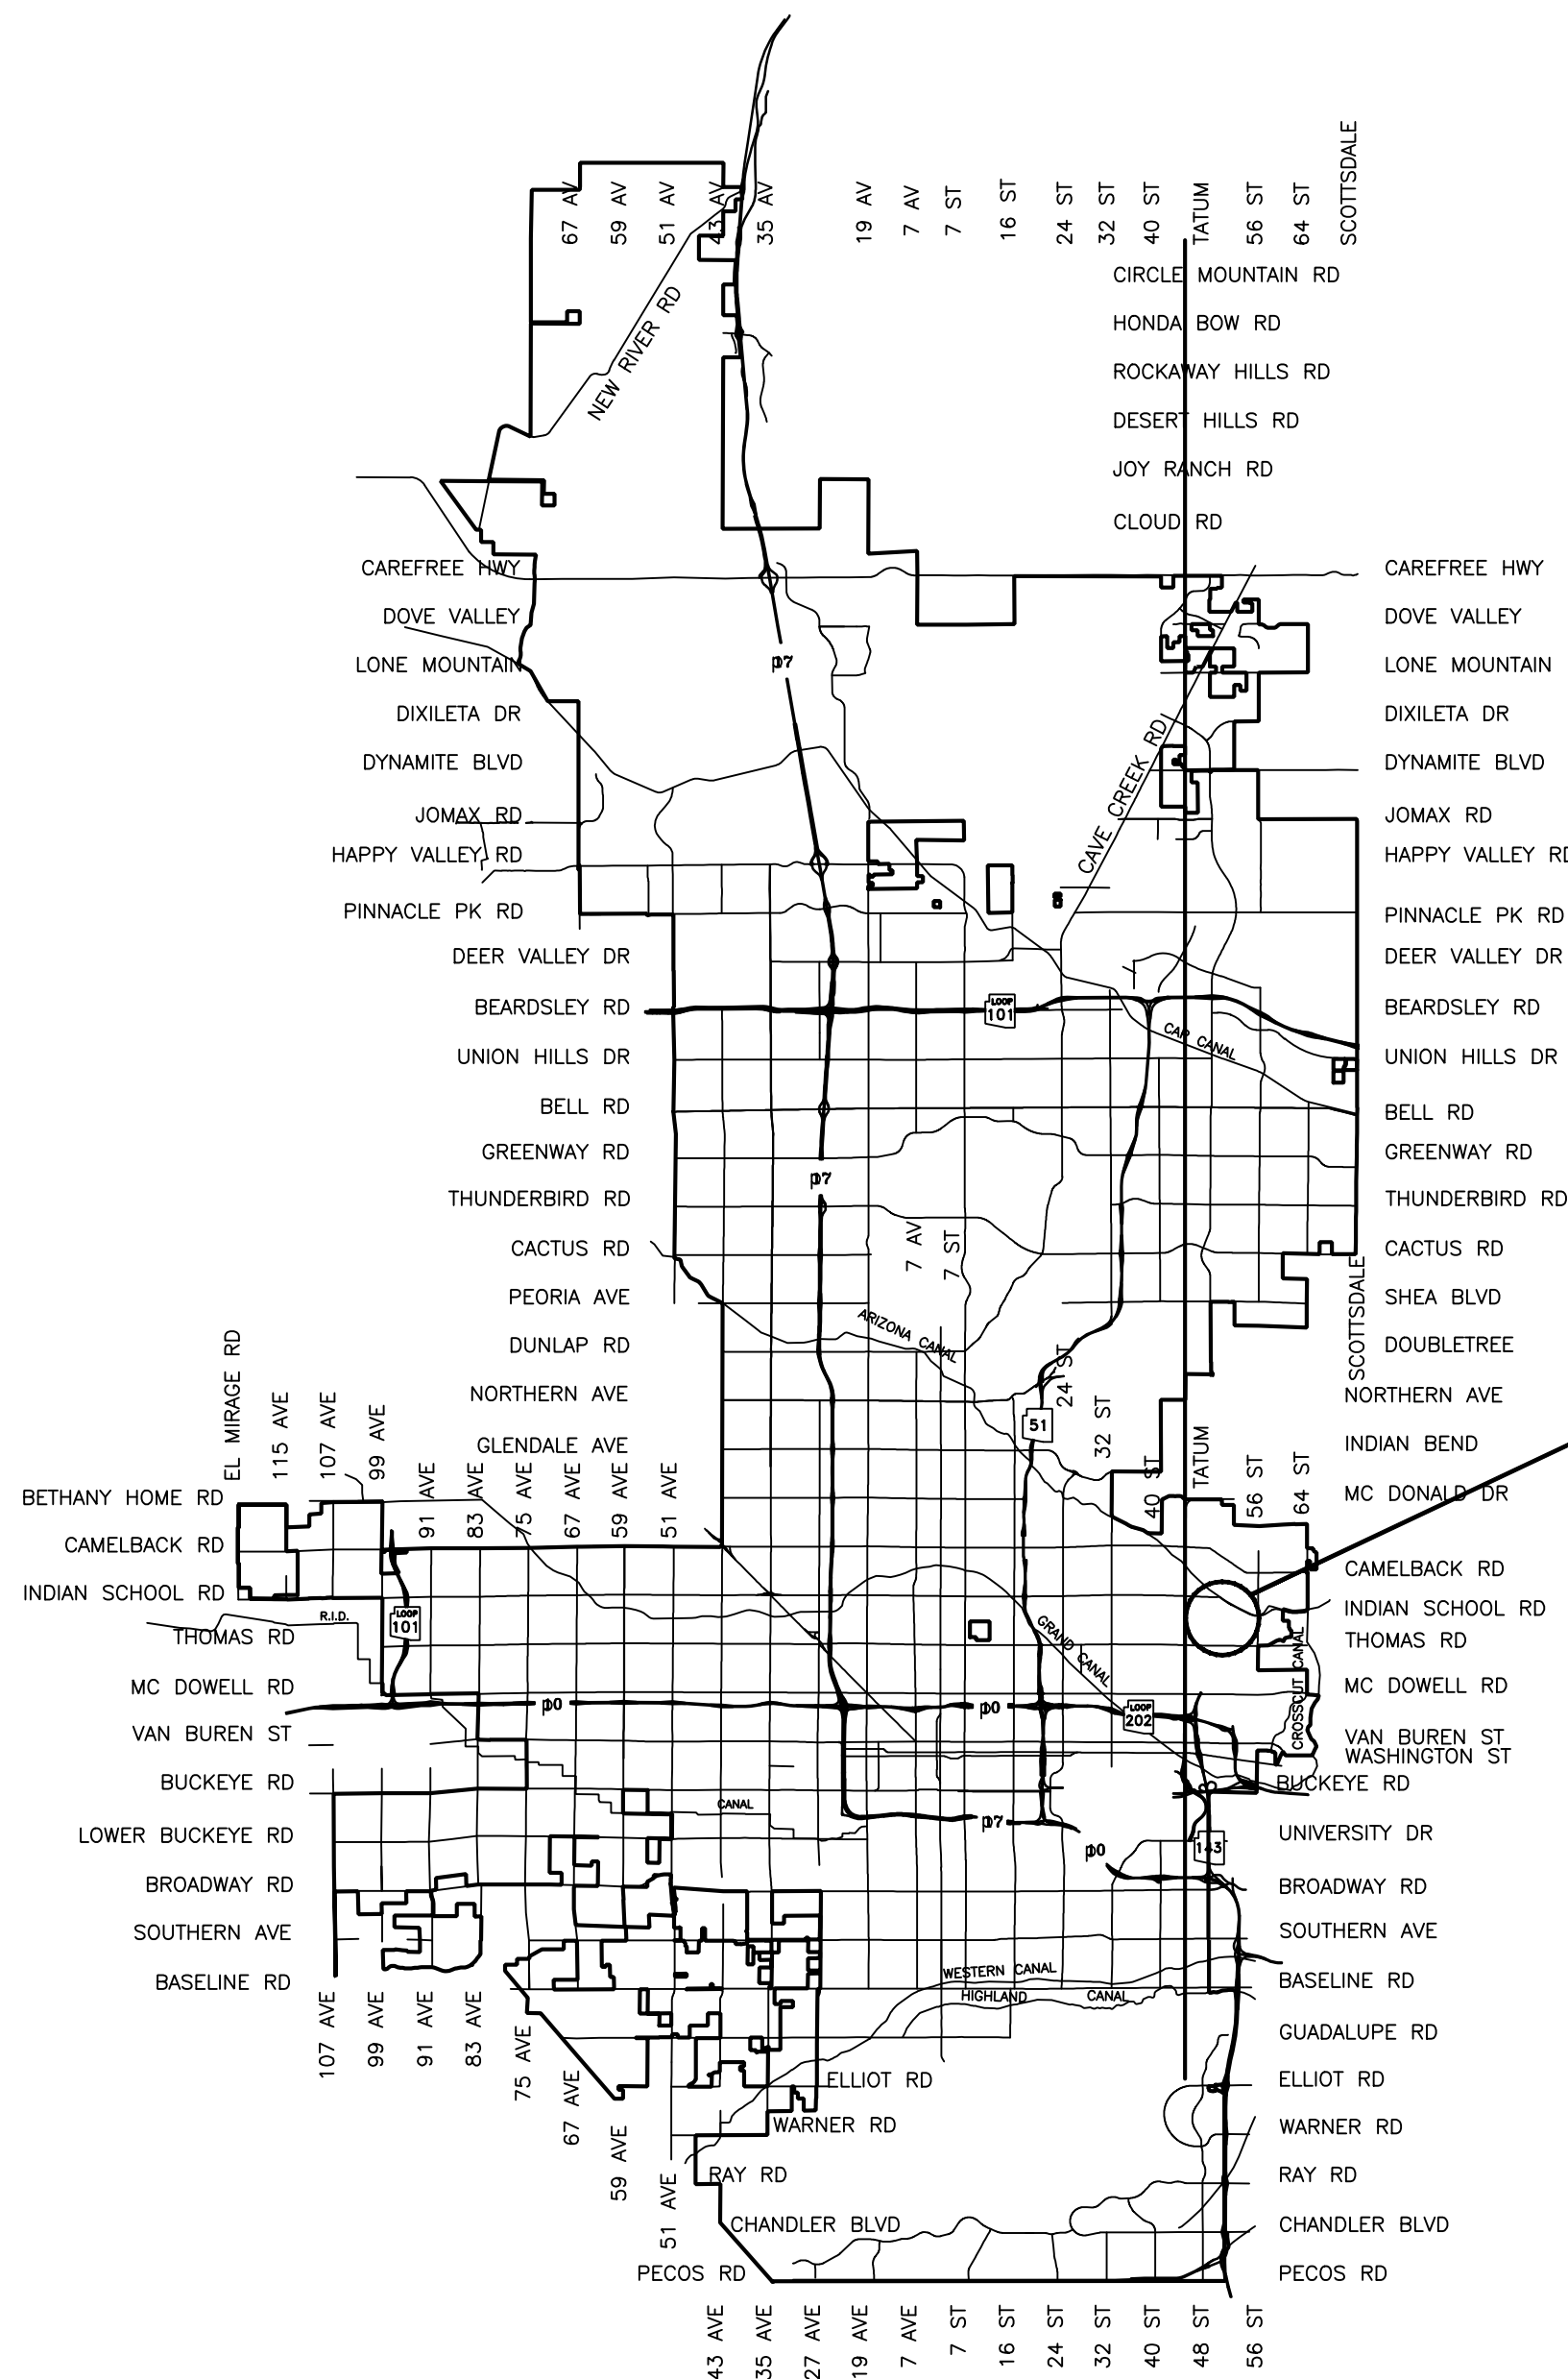 67 AV
59 AV
51 AV
43 AV
35 AV
19 AV
7 AV
7 ST
16 ST
24 ST
32 ST
40 ST
TATUM
56 ST
64 ST
SCOTTSDALE
CIRCLE MOUNTAIN RD
HONDA BOW RD
ROCKAWAY HILLS RD
DESERT HILLS RD
JOY RANCH RD
CLOUD RD
NEW RIVER RD
CAREFREE HWY
DOVE VALLEY
LONE MOUNTAIN
DIXILETA DR
DYNAMITE BLVD
JOMAX RD
HAPPY VALLEY RD
PINNACLE PK RD
DEER VALLEY DR
BEARDSLEY RD
UNION HILLS DR
BELL RD
GREENWAY RD
THUNDERBIRD RD
CACTUS RD
PEORIA AVE
DUNLAP RD
NORTHERN AVE
GLENDALE AVE
CAREFREE HWY
DOVE VALLEY
LONE MOUNTAIN
DIXILETA DR
DYNAMITE BLVD
JOMAX RD
HAPPY VALLEY RD
PINNACLE PK RD
DEER VALLEY DR
BEARDSLEY RD
UNION HILLS DR
BELL RD
GREENWAY RD
THUNDERBIRD RD
CACTUS RD
SHEA BLVD
DOUBLETREE
NORTHERN AVE
INDIAN BEND
MC DONALD DR
CAMELBACK RD
INDIAN SCHOOL RD
THOMAS RD
MC DOWELL RD
VAN BUREN ST
WASHINGTON ST
BUCKEYE RD
UNIVERSITY DR
BROADWAY RD
SOUTHERN AVE
BASELINE RD
GUADALUPE RD
ELLIOT RD
WARNER RD
RAY RD
CHANDLER BLVD
PECOS RD
CAVE CREEK RD
LOOP
101
CAP CANAL
7 AV
7 ST
ARIZONA CANAL
24 ST
51
32 ST
40 ST
TATUM
56 ST
64 ST
SCOTTSDALE
EL MIRAGE RD
115 AVE
107 AVE
99 AVE
91 AVE
83 AVE
75 AVE
67 AVE
59 AVE
51 AVE
BETHANY HOME RD
CAMELBACK RD
INDIAN SCHOOL RD
R.I.D.
THOMAS RD
MC DOWELL RD
VAN BUREN ST
BUCKEYE RD
LOWER BUCKEYE RD
BROADWAY RD
SOUTHERN AVE
BASELINE RD
LOOP
101
GRAND CANAL
CROSSCUT CANAL
LOOP
202
143
CANAL
WESTERN CANAL
HIGHLAND CANAL
107 AVE
99 AVE
91 AVE
83 AVE
75 AVE
67 AVE
59 AVE
51 AVE
ELLIOT RD
WARNER RD
RAY RD
CHANDLER BLVD
PECOS RD
43 AVE
35 AVE
27 AVE
19 AVE
7 AVE
7 ST
16 ST
24 ST
32 ST
40 ST
48 ST
56 ST